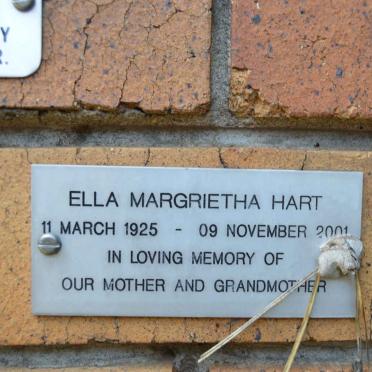 Y
R.
ELLA MARGRIETHA HART
11 MARCH 1925 - 09 NOVEMBER 2001
IN LOVING MEMORY OF
OUR MOTHER AND GRANDMOTHER